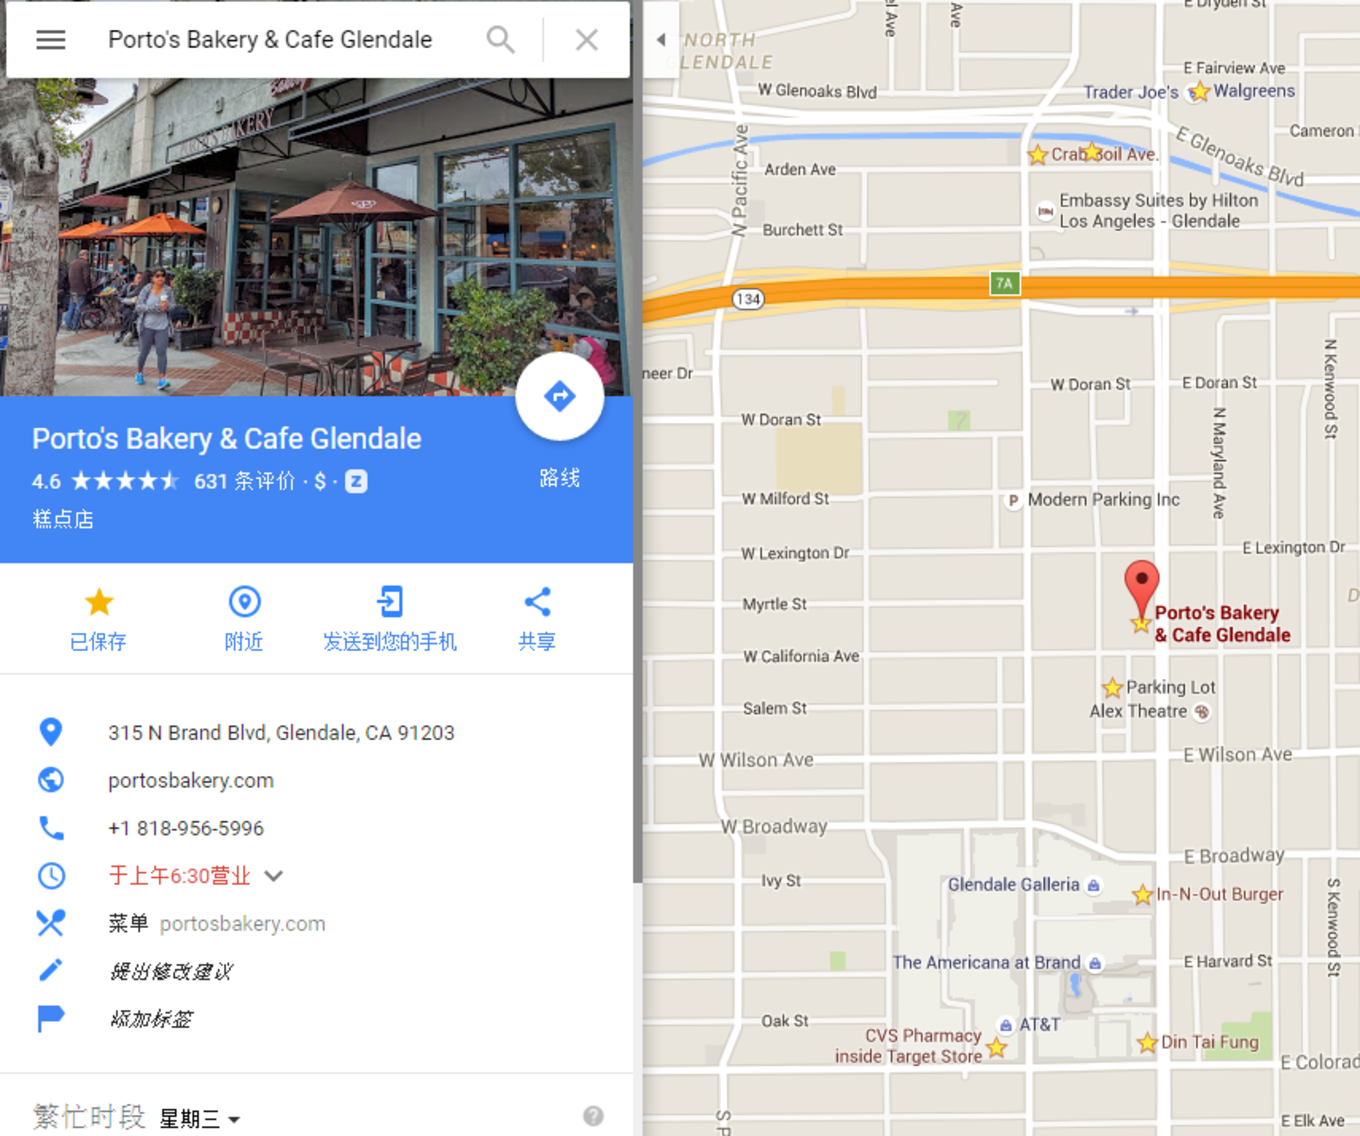 Porto's Bakery & Cafe Glendale
Porto's Bakery & Cafe Glendale
4.6 631 条评价 · $ · Z
糕点店
路线
已保存
附近
发送到您的手机
共享
315 N Brand Blvd, Glendale, CA 91203
portosbakery.com
+1 818-956-5996
于上午6:30营业
菜单 portosbakery.com
提出修改建议
添加标签
繁忙时段 星期三
?
E Dryden St
Ave
NORTH
GLENDALE
E Fairview Ave
W Glenoaks Blvd
Trader Joe's
Walgreens
Cameron
E Glenoaks Blvd
N Pacific Ave
Crab Boil Ave.
Arden Ave
Embassy Suites by Hilton
Los Angeles - Glendale
Burchett St
7A
134
neer Dr
W Doran St
E Doran St
N Kenwood St
W Doran St
N Maryland Ave
W Milford St
P Modern Parking Inc
W Lexington Dr
E Lexington Dr
Myrtle St
Porto's Bakery
& Cafe Glendale
W California Ave
Parking Lot
Salem St
Alex Theatre
W Wilson Ave
E Wilson Ave
W Broadway
E Broadway
Ivy St
Glendale Galleria
In-N-Out Burger
S Kenwood St
The Americana at Brand
E Harvard St
Oak St
AT&T
CVS Pharmacy
inside Target Store
Din Tai Fung
E Colorad
S P
E Elk Ave